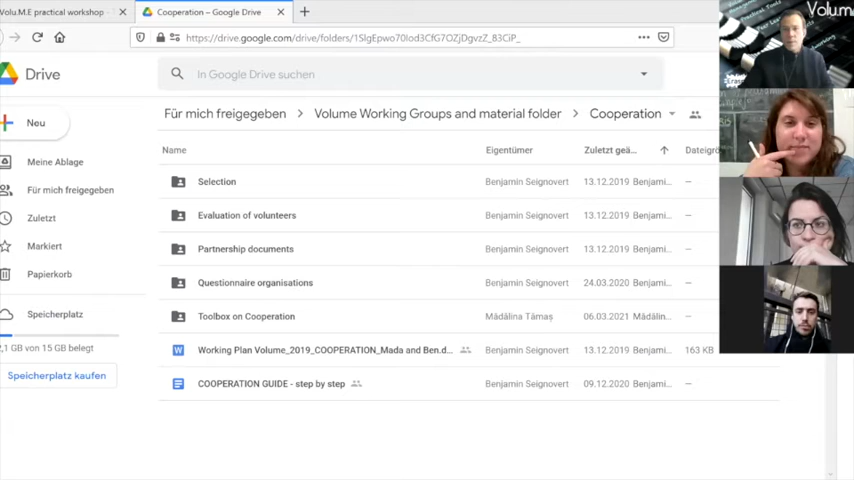 Volu.M.E practical workshop -
Cooperation – Google Drive
https://drive.google.com/drive/folders/
Drive
In Google Drive suchen
Neu
Für mich freigegeben > Volume Working Groups and material folder > Cooperation
Name Eigentümer Zuletzt geä... Dateigrö
Meine Ablage
Für mich freigegeben
Zuletzt
Markiert
Papierkorb
Speicherplatz
2,1 GB von 15 GB belegt
Speicherplatz kaufen
Selection Benjamin Seignovert 13.12.2019 Benjami... –
Evaluation of volunteers Benjamin Seignovert 13.12.2019 Benjami... –
Partnership documents Benjamin Seignovert 13.12.2019 Benjami... –
Questionnaire organisations Benjamin Seignovert 24.03.2020 Benjami... –
Toolbox on Cooperation Mădălina Tămaș 06.03.2021 Mădălin... –
Working Plan Volume_2019_COOPERATION_Mada and Ben.d... Benjamin Seignovert 13.12.2019 Benjami... 163 KB
COOPERATION GUIDE - step by step Benjamin Seignovert 09.12.2020 Benjami... –
Volu.M